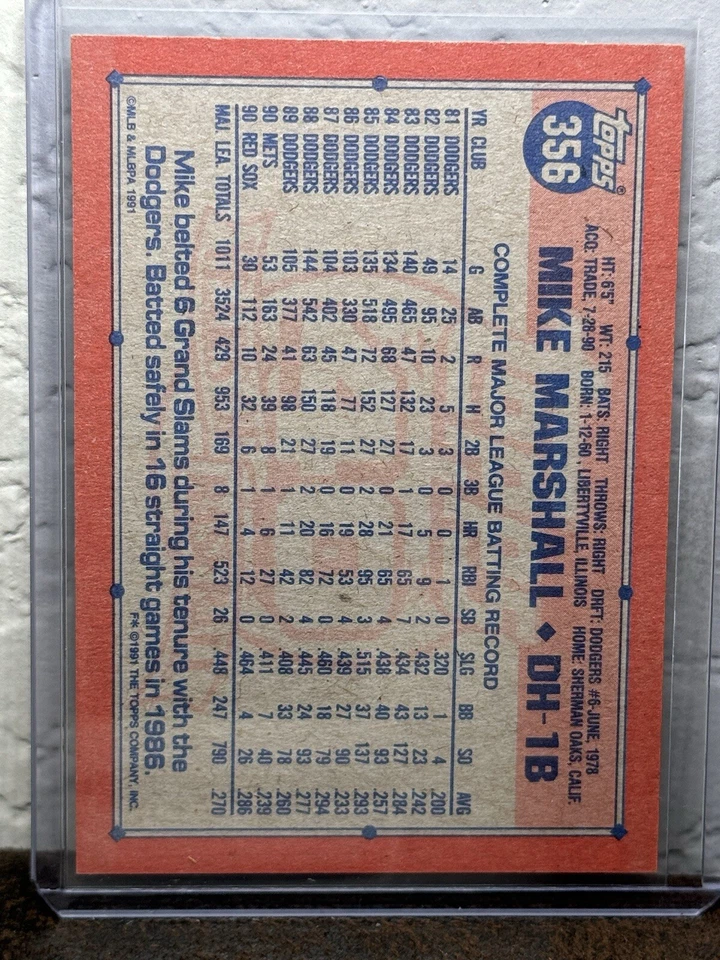 TOPPS®
356
HT: 6'5" WT: 215 BATS: RIGHT THROWS: RIGHT DRFT: DODGERS #6-JUNE, 1978
ACQ: TRADE, 7-28-90 BORN: 1-12-60, LIBERTYVILLE, ILLINOIS HOME: SHERMAN OAKS, CALIF.
MIKE MARSHALL ♦ DH-1B
COMPLETE MAJOR LEAGUE BATTING RECORD
YR CLUB G AB R H 2B 3B HR RBI SB SLG BB SO AVG
81 DODGERS 14 25 2 5 3 0 0 1 0 .320 1 4 .200
82 DODGERS 49 95 10 23 3 0 5 9 2 .432 13 23 .242
83 DODGERS 140 465 47 132 17 1 17 65 7 .434 43 127 .284
84 DODGERS 134 495 68 127 27 0 21 65 4 .438 40 93 .257
85 DODGERS 135 518 72 152 27 2 28 95 3 .515 37 137 .293
86 DODGERS 103 330 47 77 11 0 19 53 4 .439 27 90 .233
87 DODGERS 104 402 45 118 19 0 16 72 0 .460 18 79 .294
88 DODGERS 144 542 63 150 27 2 20 82 4 .445 24 93 .277
89 DODGERS 105 377 41 98 21 1 11 42 2 .408 33 78 .260
90 METS 53 163 24 39 8 1 6 27 0 .411 7 40 .239
90 RED SOX 30 112 10 32 6 1 4 12 0 .464 4 26 .286
MAJ. LEA. TOTALS 1011 3524 429 953 169 8 147 523 26 .448 247 790 .270
Mike belted 6 Grand Slams during his tenure with the
Dodgers. Batted safely in 16 straight games in 1986.
©MLB & MLBPA 1991
F* ©1991 THE TOPPS COMPANY, INC.